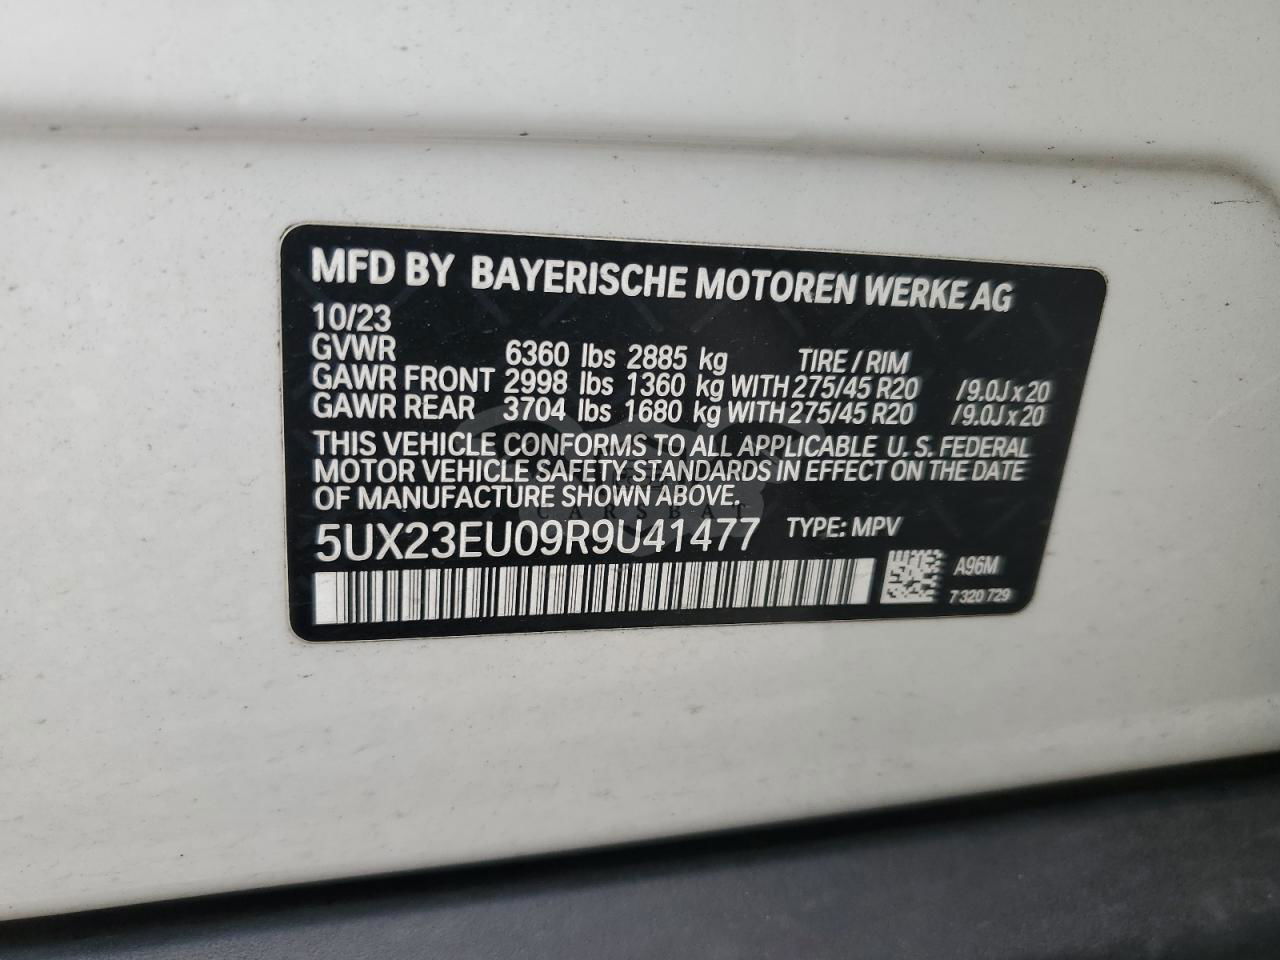 MFD BY BAYERISCHE MOTOREN WERKE AG
10/23
GVWR 6360 lbs 2885 kg TIRE / RIM
GAWR FRONT 2998 lbs 1360 kg WITH 275/45 R20 /9.0J x 20
GAWR REAR 3704 lbs 1680 kg WITH 275/45 R20 /9.0J x 20
THIS VEHICLE CONFORMS TO ALL APPLICABLE U. S. FEDERAL
MOTOR VEHICLE SAFETY STANDARDS IN EFFECT ON THE DATE
OF MANUFACTURE SHOWN ABOVE.
CARSBAT
5UX23EU09R9U41477 TYPE: MPV
A96M
7 320 729